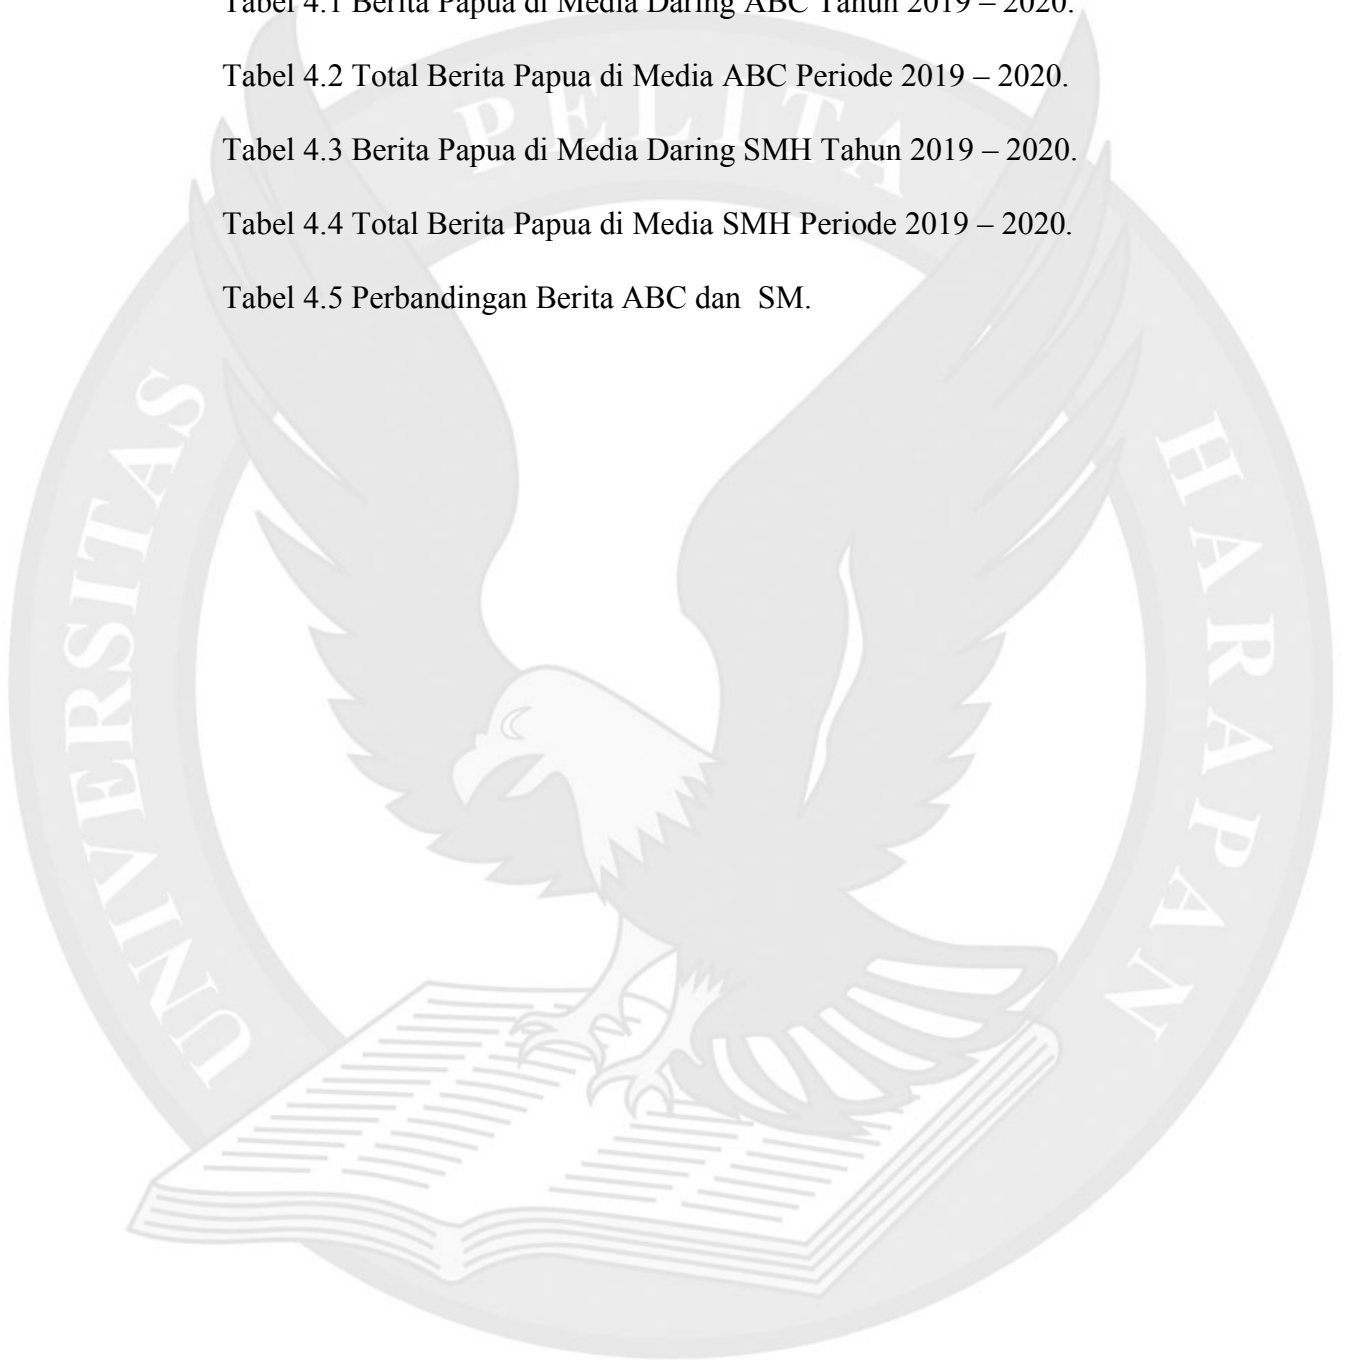 Tabel 4.1 Berita Papua di Media Daring ABC Tahun 2019 – 2020.
Tabel 4.2 Total Berita Papua di Media ABC Periode 2019 – 2020.
Tabel 4.3 Berita Papua di Media Daring SMH Tahun 2019 – 2020.
Tabel 4.4 Total Berita Papua di Media SMH Periode 2019 – 2020.
Tabel 4.5 Perbandingan Berita ABC dan  SM.
UNIVERSITAS PELITA HARAPAN